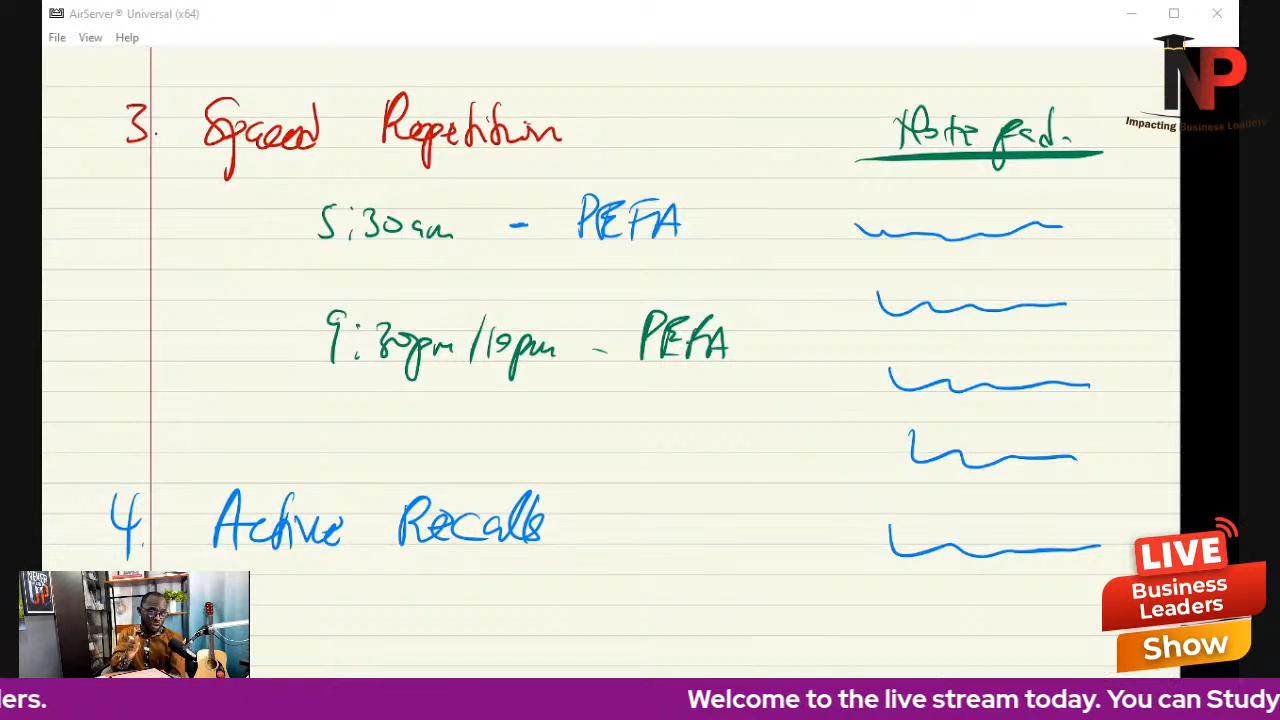 AirServer® Universal (x64)
File View Help
NP
Impacting Business Leaders
3. Spaced Repetition
Note pad.
5:30am - PEFA
9:30pm/10pm - PEFA
4. Active Recalls
LIVE
Business
Leaders
Show
ders.
Welcome to the live stream today. You can Study